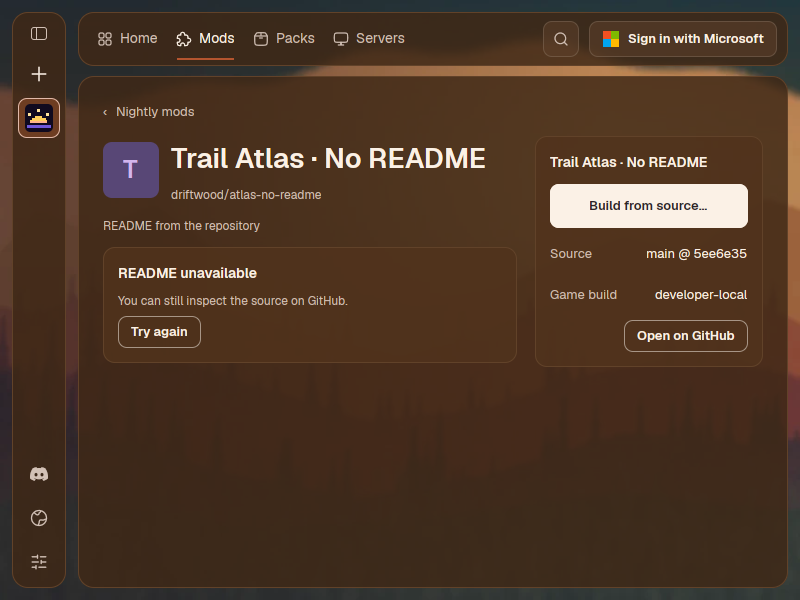 Home
Mods
Packs
Servers
Sign in with Microsoft
‹ Nightly mods
T
Trail Atlas · No README
driftwood/atlas-no-readme
README from the repository
README unavailable
You can still inspect the source on GitHub.
Try again
Trail Atlas · No README
Build from source...
Source main @ 5ee6e35
Game build developer-local
Open on GitHub